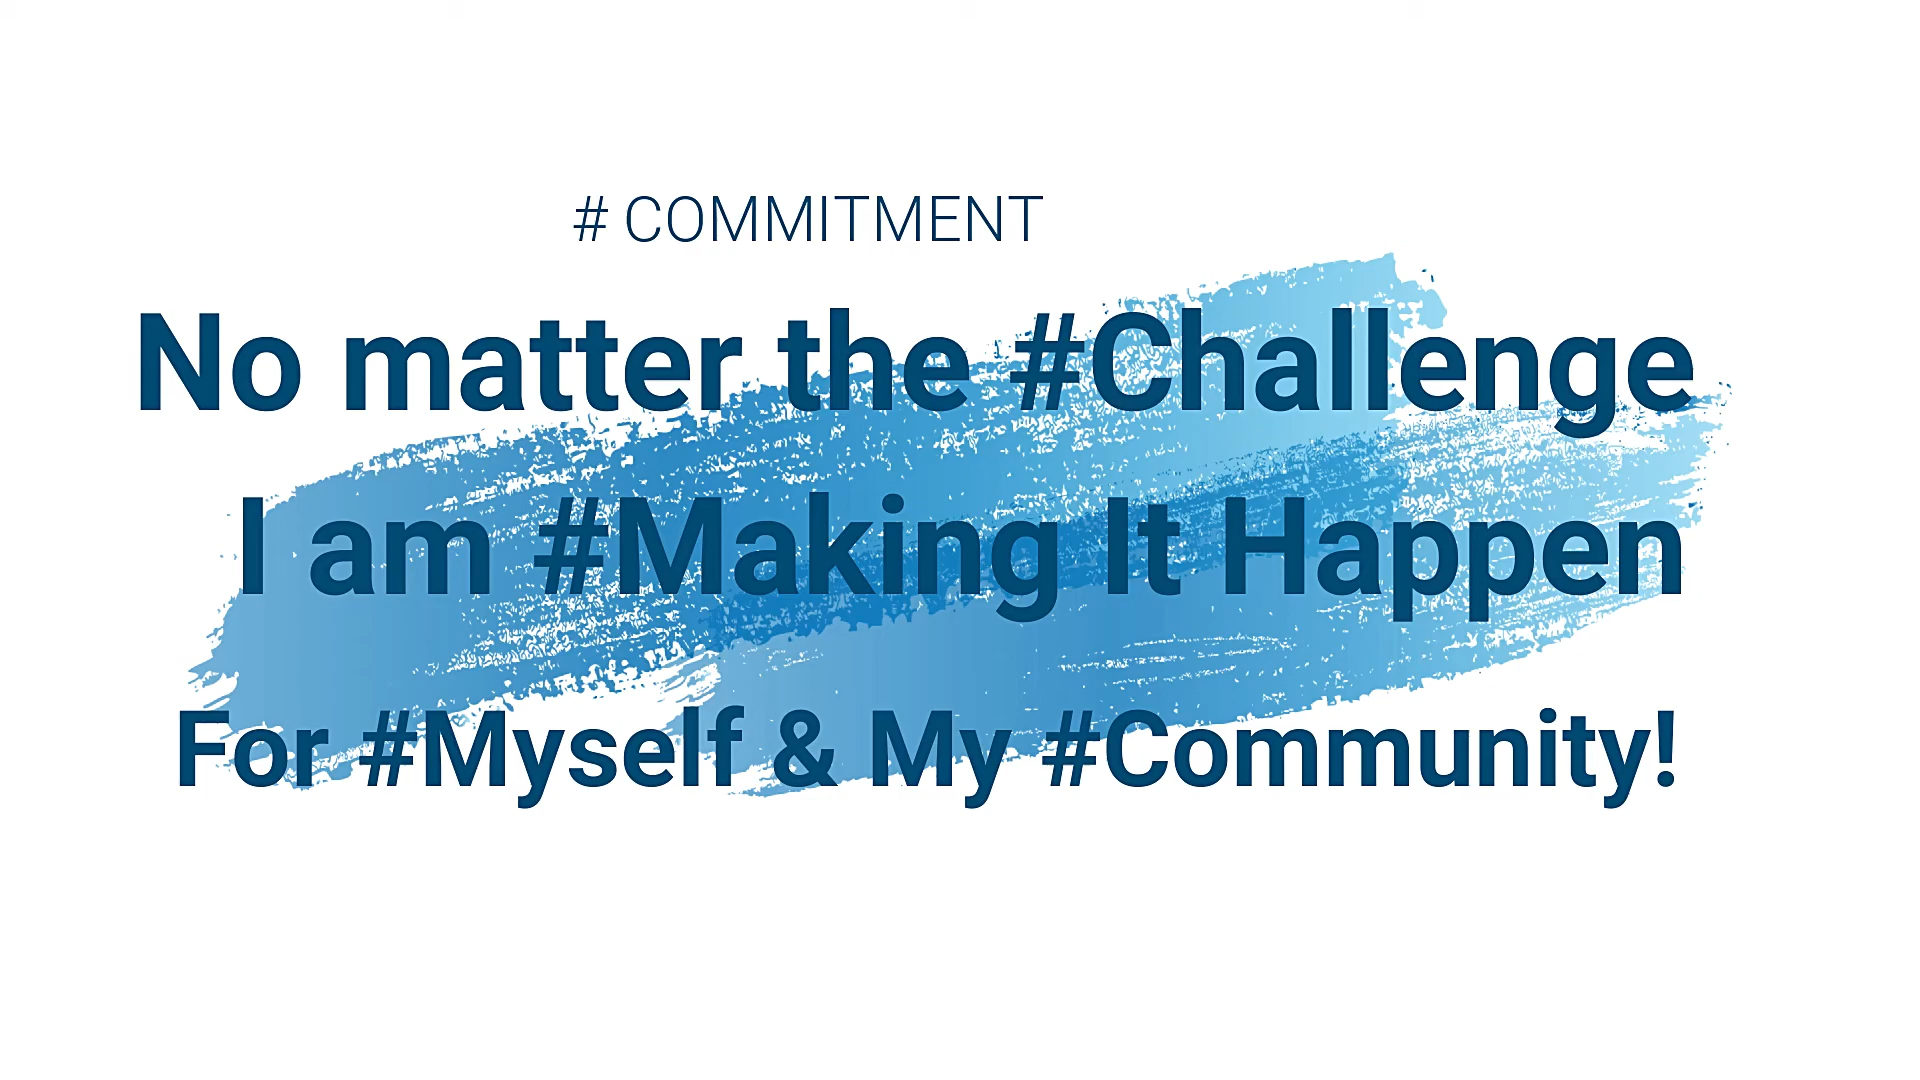 # COMMITMENT
No matter the #Challenge
I am #Making It Happen
For #Myself & My #Community!